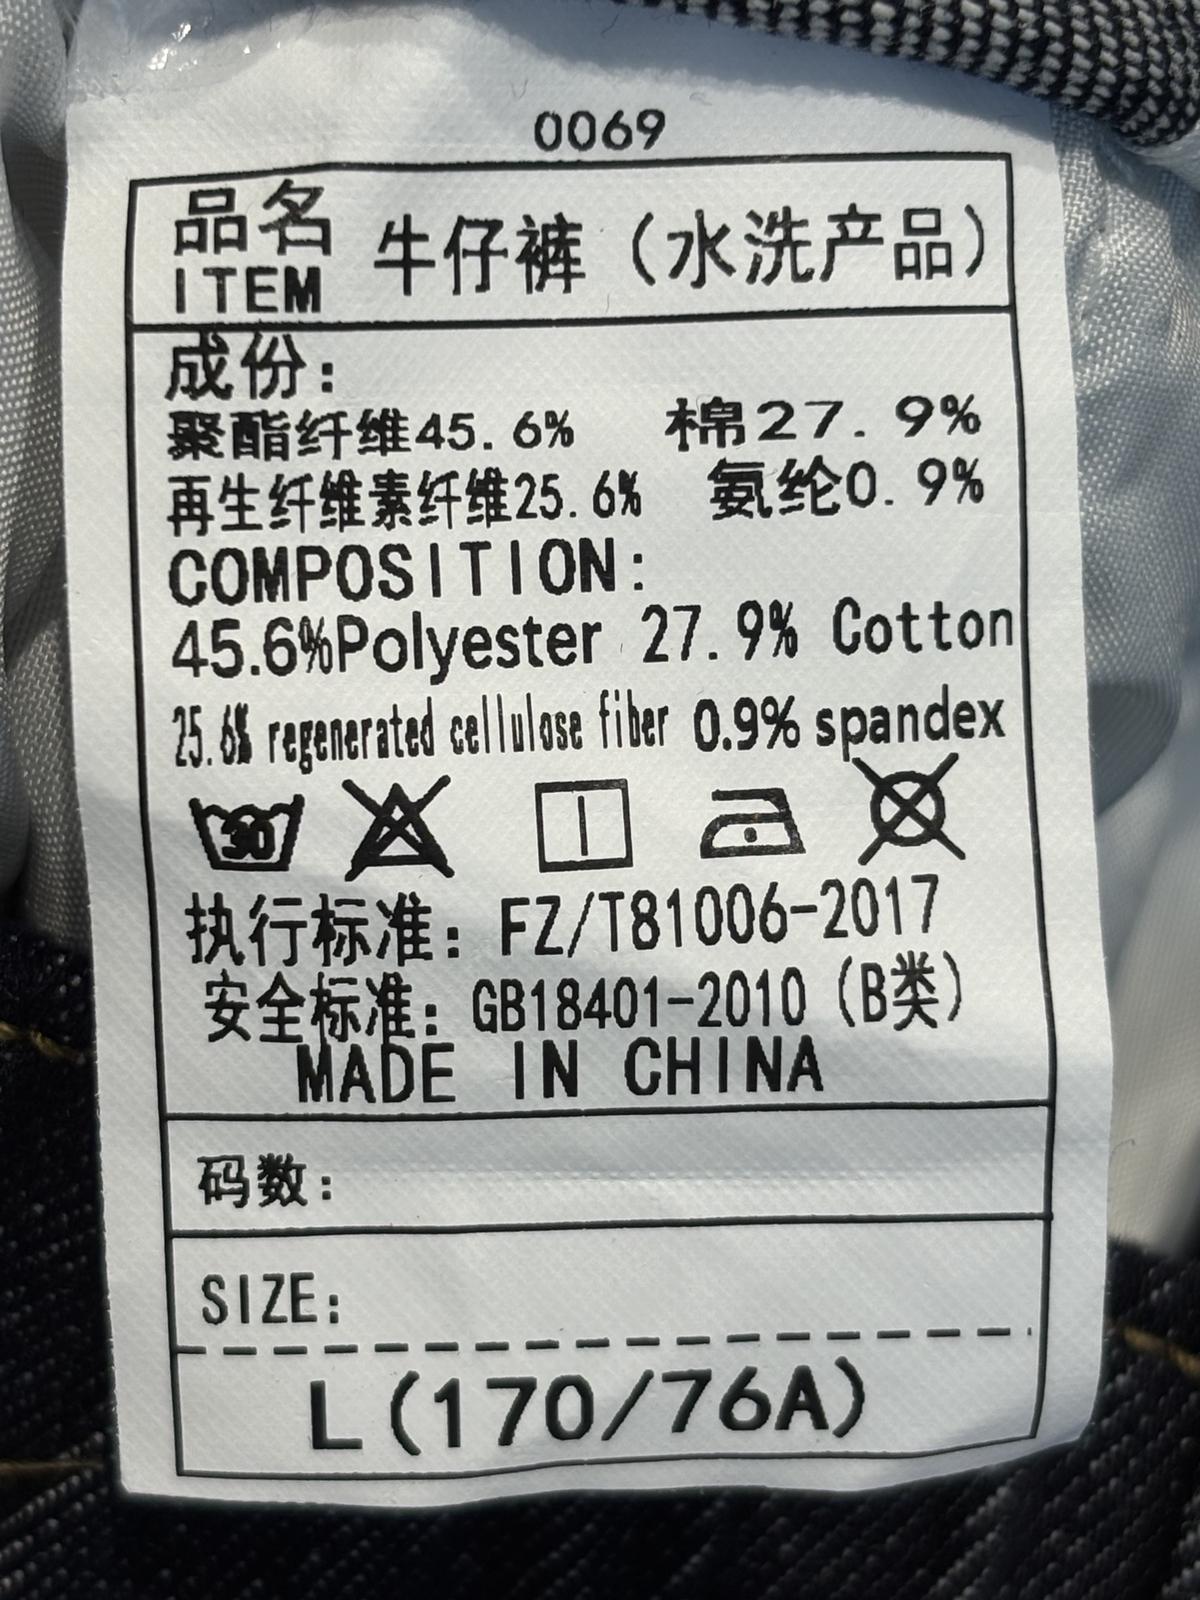 0069
品名 牛仔裤（水洗产品）
ITEM
成份：
聚酯纤维45.6% 棉27.9%
再生纤维素纤维25.6% 氨纶0.9%
COMPOSITION:
45.6%Polyester 27.9% Cotton
25.6% regenerated cellulose fiber 0.9% spandex
30
执行标准：FZ/T81006-2017
安全标准：GB18401-2010（B类）
MADE IN CHINA
码数：
SIZE:
L(170/76A)